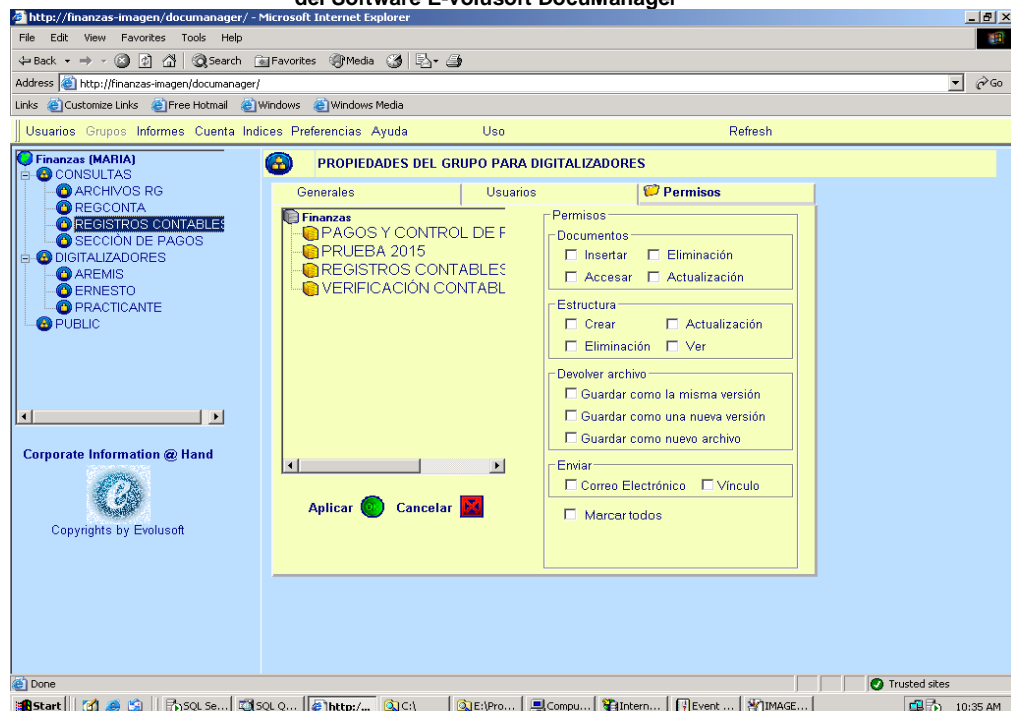 del Software E-Volusoft DocuManager
http://finanzas-imagen/documanager/ - Microsoft Internet Explorer
File Edit View Favorites Tools Help
Back Search Favorites Media
Address http://finanzas-imagen/documanager/ Go
Links Customize Links Free Hotmail Windows Windows Media
Usuarios Grupos Informes Cuenta Indices Preferencias Ayuda Uso Refresh
Finanzas (MARIA)
CONSULTAS
ARCHIVOS RG
REGCONTA
REGISTROS CONTABLES
SECCIÓN DE PAGOS
DIGITALIZADORES
AREMIS
ERNESTO
PRACTICANTE
PUBLIC
Corporate Information @ Hand
e
Copyrights by Evolusoft
PROPIEDADES DEL GRUPO PARA DIGITALIZADORES
Generales Usuarios Permisos
Finanzas
PAGOS Y CONTROL DE F
PRUEBA 2015
REGISTROS CONTABLES
VERIFICACIÓN CONTABL
Aplicar Cancelar
Permisos
Documentos
Insertar Eliminación
Accesar Actualización
Estructura
Crear Actualización
Eliminación Ver
Devolver archivo
Guardar como la misma versión
Guardar como una nueva versión
Guardar como nuevo archivo
Enviar
Correo Electrónico Vínculo
Marcar todos
Done Trusted sites
Start SQL Se... SQL Q... http:/... C:\ E:\Pro... Compu... Intern... Event ... IMAGE... 10:35 AM